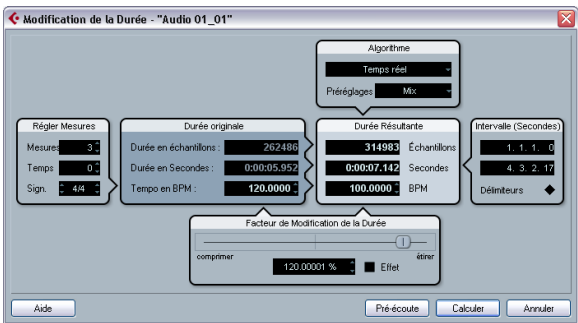 Modification de la Durée - "Audio 01_01"
Algorithme
Temps réel
Préréglages Mix
Régler Mesures
Mesures 3
Temps 0
Sign. 4/4
Durée originale
Durée en échantillons : 262486
Durée en Secondes : 0:00:05.952
Tempo en BPM : 120.0000
Durée Résultante
314983 Échantillons
0:00:07.142 Secondes
100.0000 BPM
Intervalle (Secondes)
1. 1. 1. 0
4. 3. 2. 17
Délimiteurs
Facteur de Modification de la Durée
comprimer
étirer
120.00001 %
Effet
Aide
Pré-écoute
Calculer
Annuler